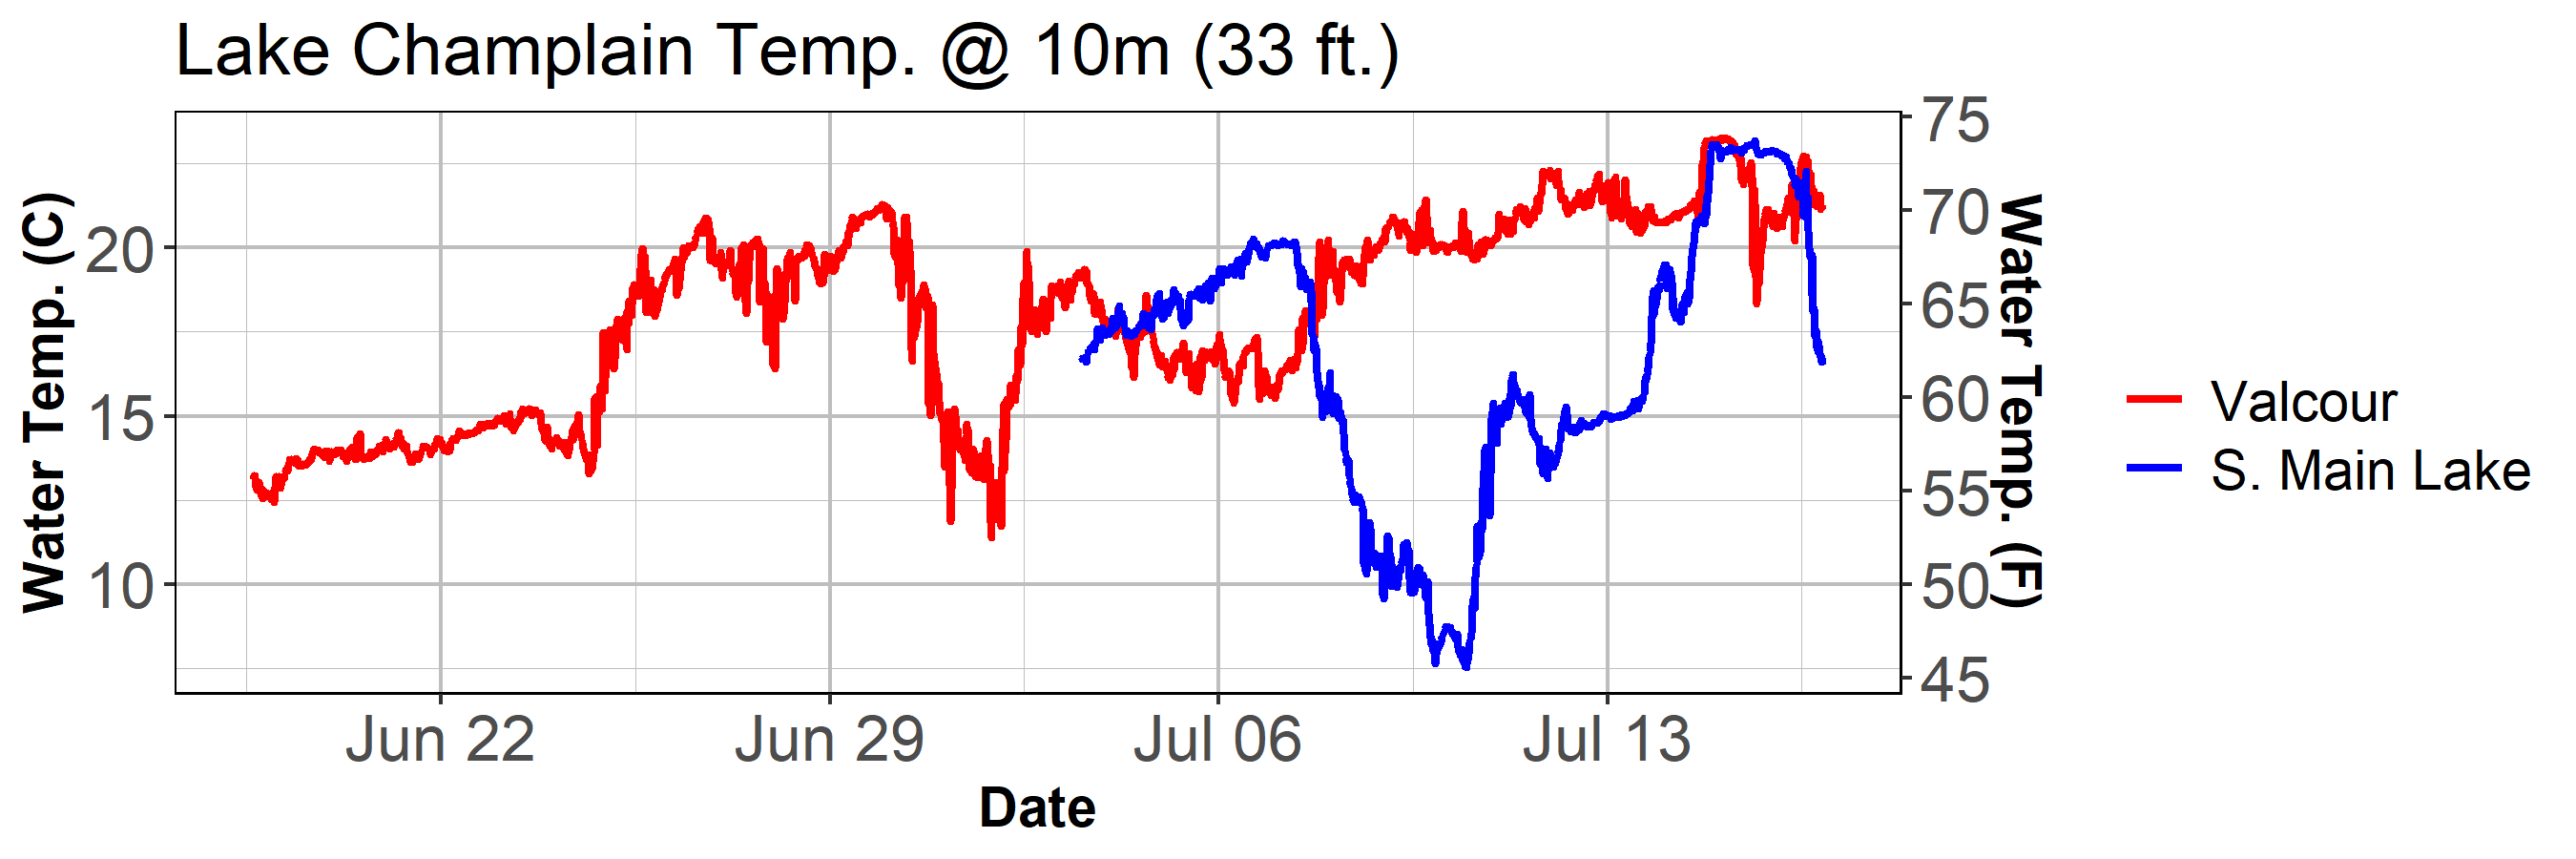 Lake Champlain Temp. @ 10m (33 ft.)
Water Temp. (C)
20
15
10
75
70
65
60
55
50
45
Water Temp. (F)
Jun 22
Jun 29
Jul 06
Jul 13
Date
Valcour
S. Main Lake